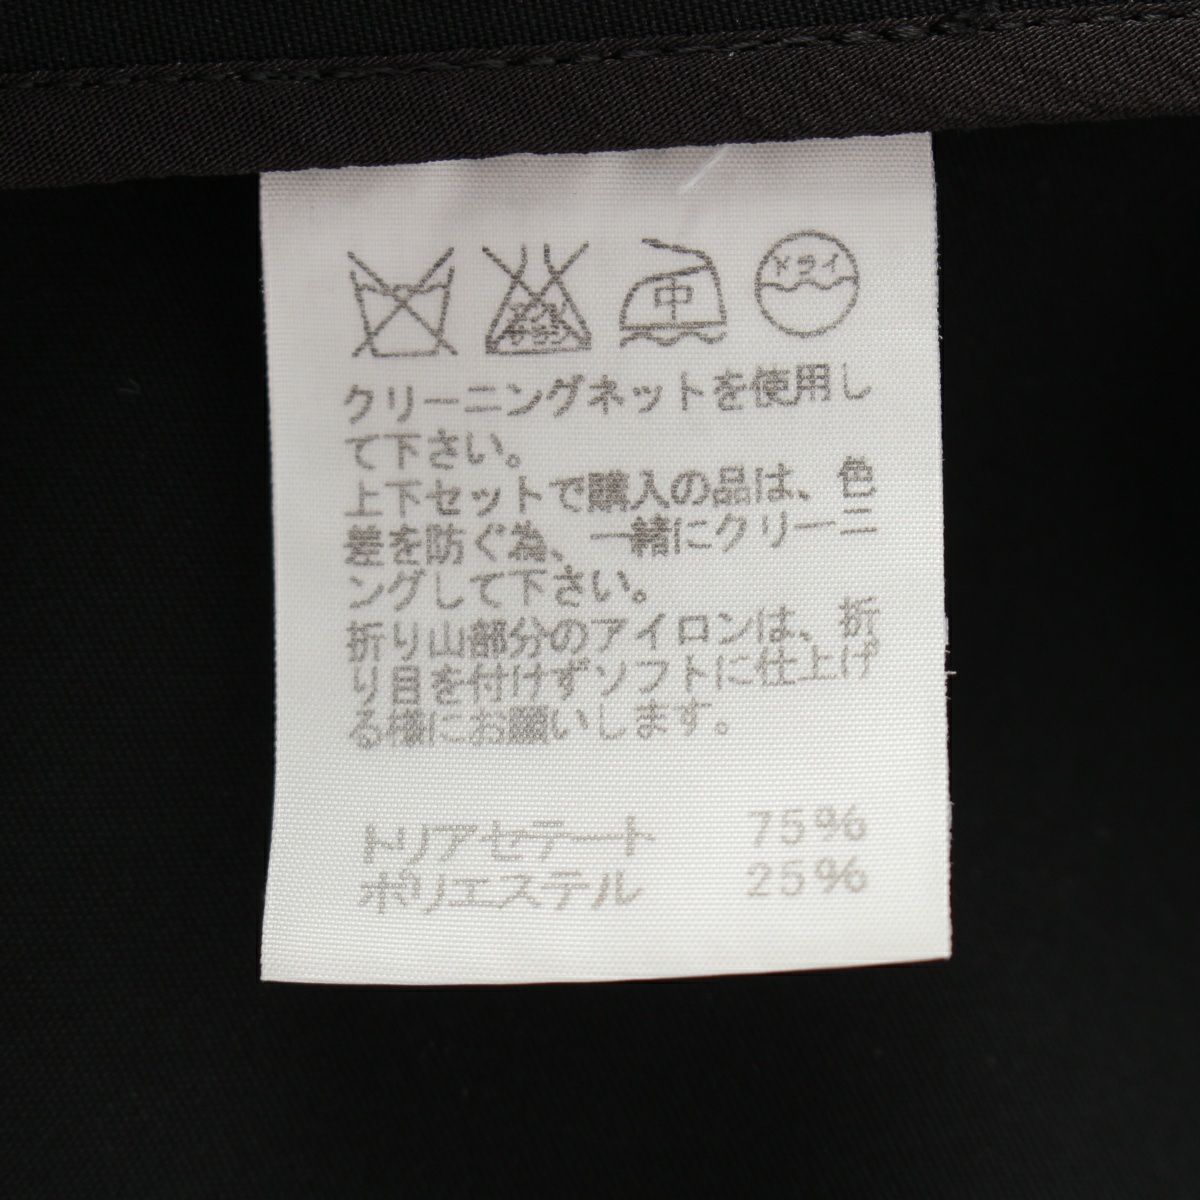 中 ドライ
クリーニングネットを使用し
て下さい。
上下セットで購入の品は、色
差を防ぐ為、一緒にクリーニ
ングして下さい。
折り山部分のアイロンは、折
り目を付けずソフトに仕上げ
る様にお願いします。
トリアセテート 75%
ポリエステル 25%